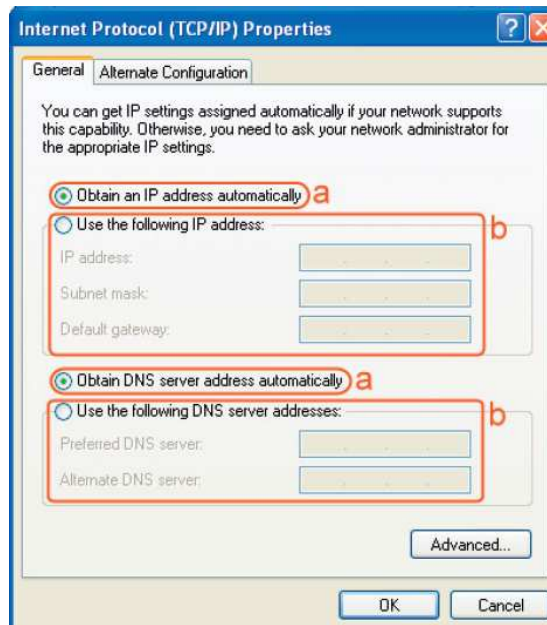 Internet Protocol (TCP/IP) Properties
General
Alternate Configuration
You can get IP settings assigned automatically if your network supports
this capability. Otherwise, you need to ask your network administrator for
the appropriate IP settings.
Obtain an IP address automatically a
Use the following IP address: b
IP address:
Subnet mask:
Default gateway:
Obtain DNS server address automatically a
Use the following DNS server addresses: b
Preferred DNS server:
Alternate DNS server:
Advanced...
OK
Cancel